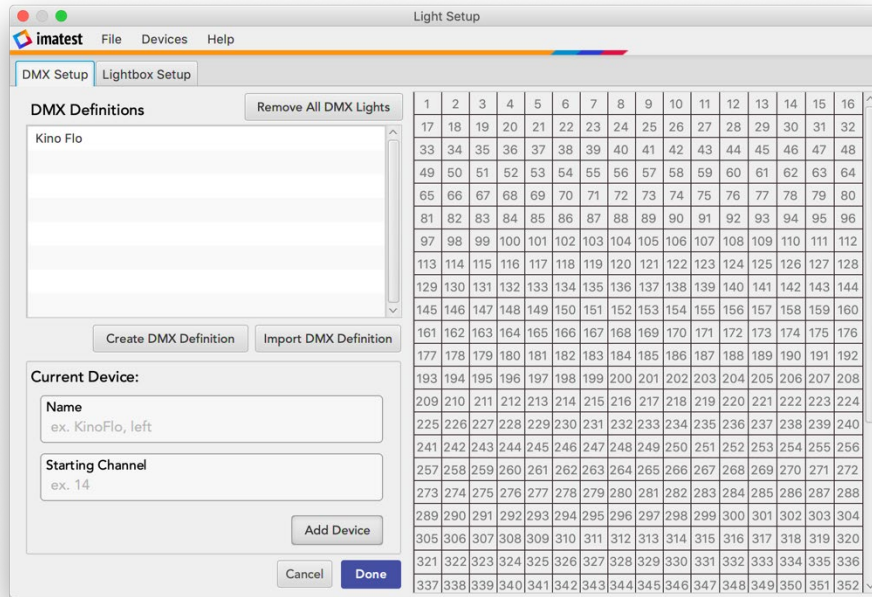 Light Setup
imatest File Devices Help
DMX Setup Lightbox Setup
DMX Definitions
Remove All DMX Lights
Kino Flo
Create DMX Definition Import DMX Definition
Current Device:
Name
ex. KinoFlo, left
Starting Channel
ex. 14
Add Device
Cancel Done
1 2 3 4 5 6 7 8 9 10 11 12 13 14 15 16
17 18 19 20 21 22 23 24 25 26 27 28 29 30 31 32
33 34 35 36 37 38 39 40 41 42 43 44 45 46 47 48
49 50 51 52 53 54 55 56 57 58 59 60 61 62 63 64
65 66 67 68 69 70 71 72 73 74 75 76 77 78 79 80
81 82 83 84 85 86 87 88 89 90 91 92 93 94 95 96
97 98 99 100 101 102 103 104 105 106 107 108 109 110 111 112
113 114 115 116 117 118 119 120 121 122 123 124 125 126 127 128
129 130 131 132 133 134 135 136 137 138 139 140 141 142 143 144
145 146 147 148 149 150 151 152 153 154 155 156 157 158 159 160
161 162 163 164 165 166 167 168 169 170 171 172 173 174 175 176
177 178 179 180 181 182 183 184 185 186 187 188 189 190 191 192
193 194 195 196 197 198 199 200 201 202 203 204 205 206 207 208
209 210 211 212 213 214 215 216 217 218 219 220 221 222 223 224
225 226 227 228 229 230 231 232 233 234 235 236 237 238 239 240
241 242 243 244 245 246 247 248 249 250 251 252 253 254 255 256
257 258 259 260 261 262 263 264 265 266 267 268 269 270 271 272
273 274 275 276 277 278 279 280 281 282 283 284 285 286 287 288
289 290 291 292 293 294 295 296 297 298 299 300 301 302 303 304
305 306 307 308 309 310 311 312 313 314 315 316 317 318 319 320
321 322 323 324 325 326 327 328 329 330 331 332 333 334 335 336
337 338 339 340 341 342 343 344 345 346 347 348 349 350 351 352